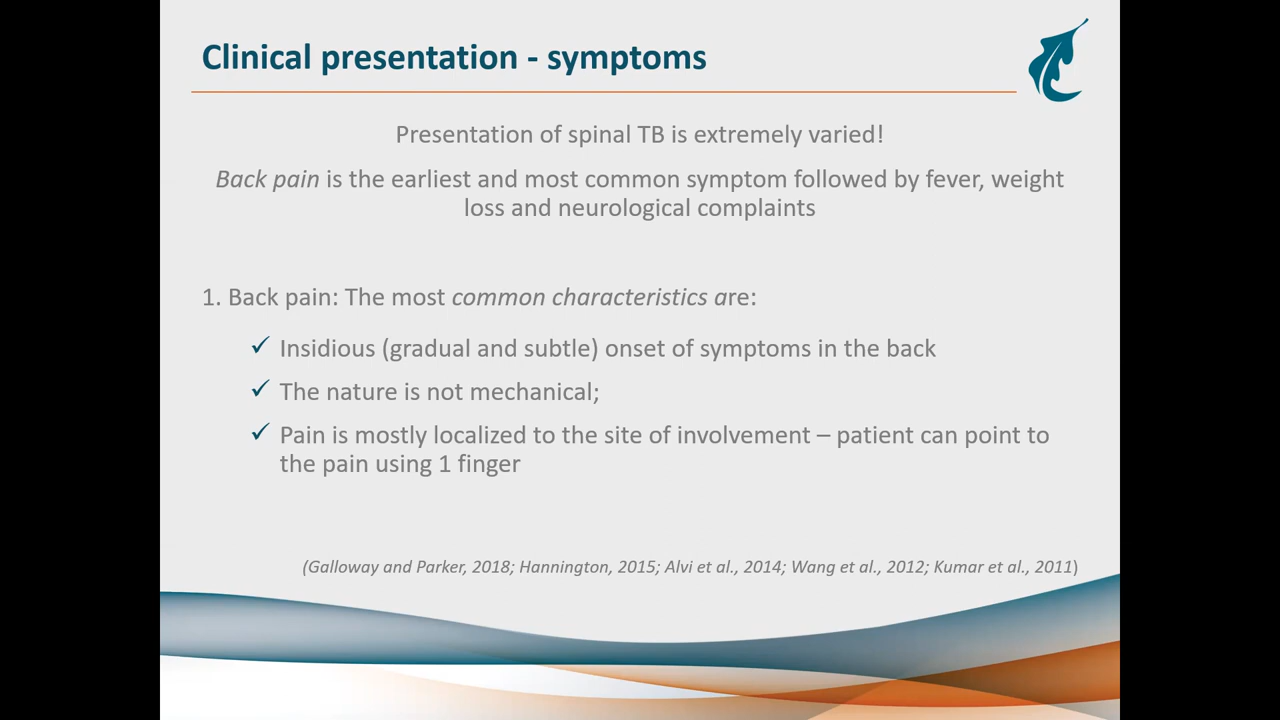 Clinical presentation - symptoms
Presentation of spinal TB is extremely varied!
Back pain is the earliest and most common symptom followed by fever, weight
loss and neurological complaints
1. Back pain: The most common characteristics are:
✓ Insidious (gradual and subtle) onset of symptoms in the back
✓ The nature is not mechanical;
✓ Pain is mostly localized to the site of involvement – patient can point to
the pain using 1 finger
(Galloway and Parker, 2018; Hannington, 2015; Alvi et al., 2014; Wang et al., 2012; Kumar et al., 2011)